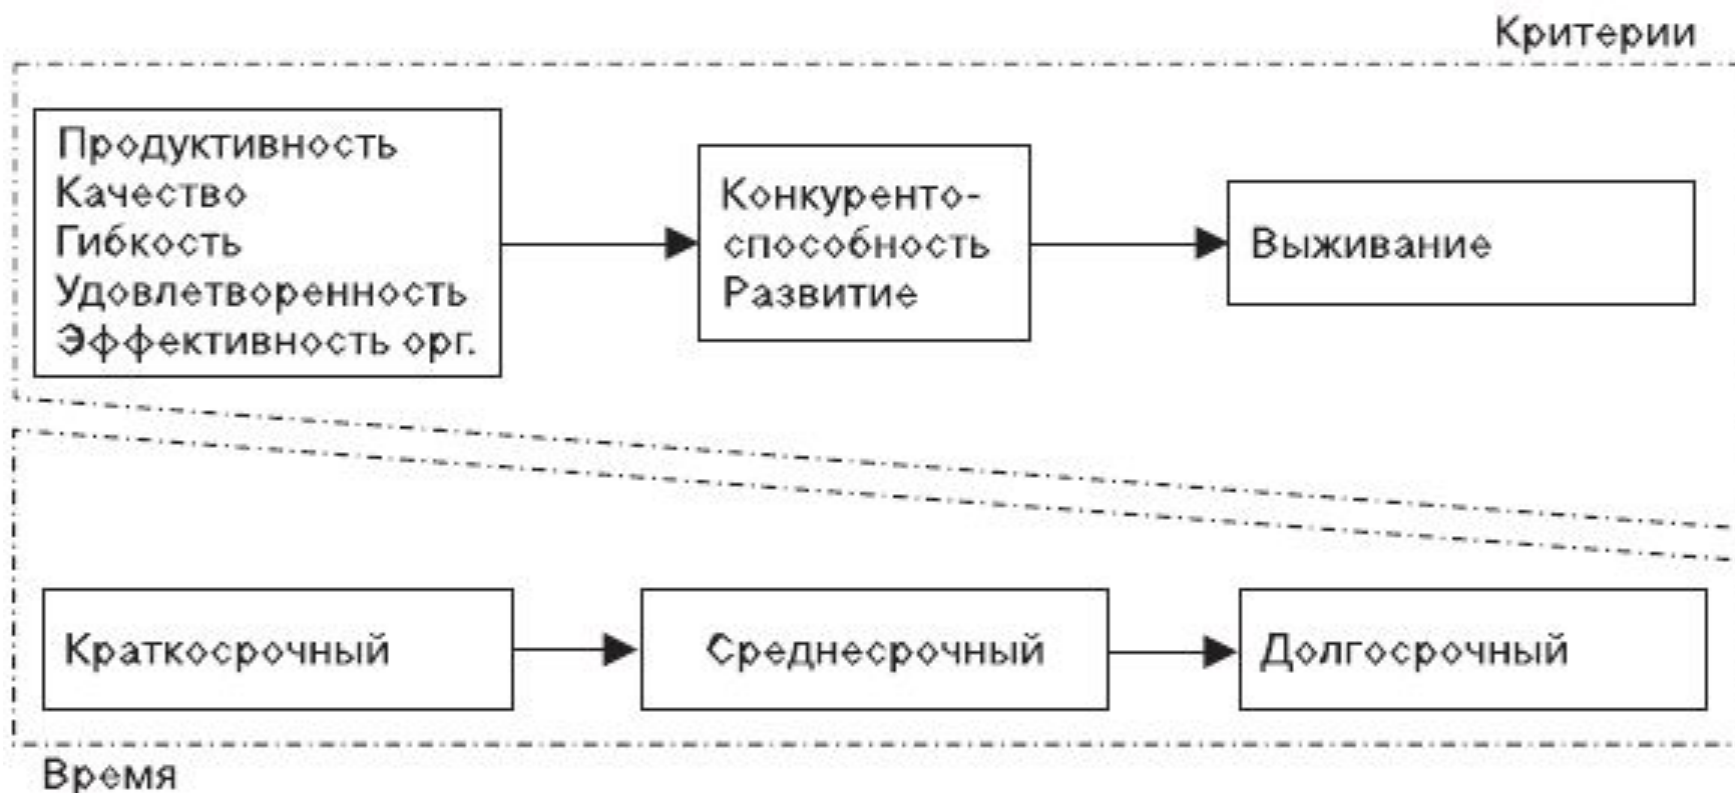 Критерии
Продуктивность
Качество
Гибкость
Удовлетворенность
Эффективность орг.
Конкуренто-
способность
Развитие
Выживание
Краткосрочный
Среднесрочный
Долгосрочный
Время